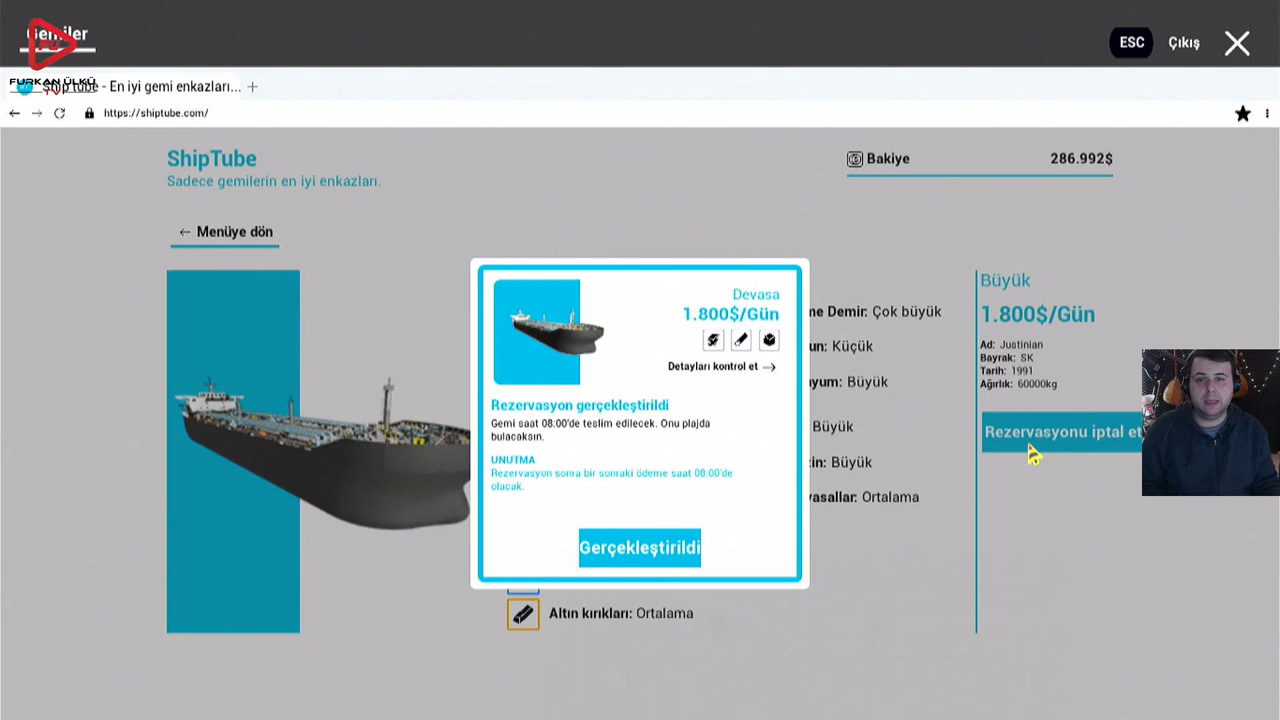 Gemiler
ESC
Çıkış
FURKAN ÜLKÜ
TV
Ship tube - En iyi gemi enkazları...
https://shiptube.com/
ShipTube
Sadece gemilerin en iyi enkazları.
Bakiye
286.992$
← Menüye dön
Büyük
1.800$/Gün
Ad: Justinian
Bayrak: SK
Tarih: 1991
Ağırlık: 60000kg
Rezervasyonu iptal et
me Demir: Çok büyük
un: Küçük
yum: Büyük
Büyük
in: Büyük
yasallar: Ortalama
Altın kırıkları: Ortalama
Devasa
1.800$/Gün
Detayları kontrol et →
Rezervasyon gerçekleştirildi
Gemi saat 08:00'de teslim edilecek. Onu plajda
bulacaksın.
UNUTMA
Rezervasyon sonra bir sonraki ödeme saat 08:00'de
olacak.
Gerçekleştirildi